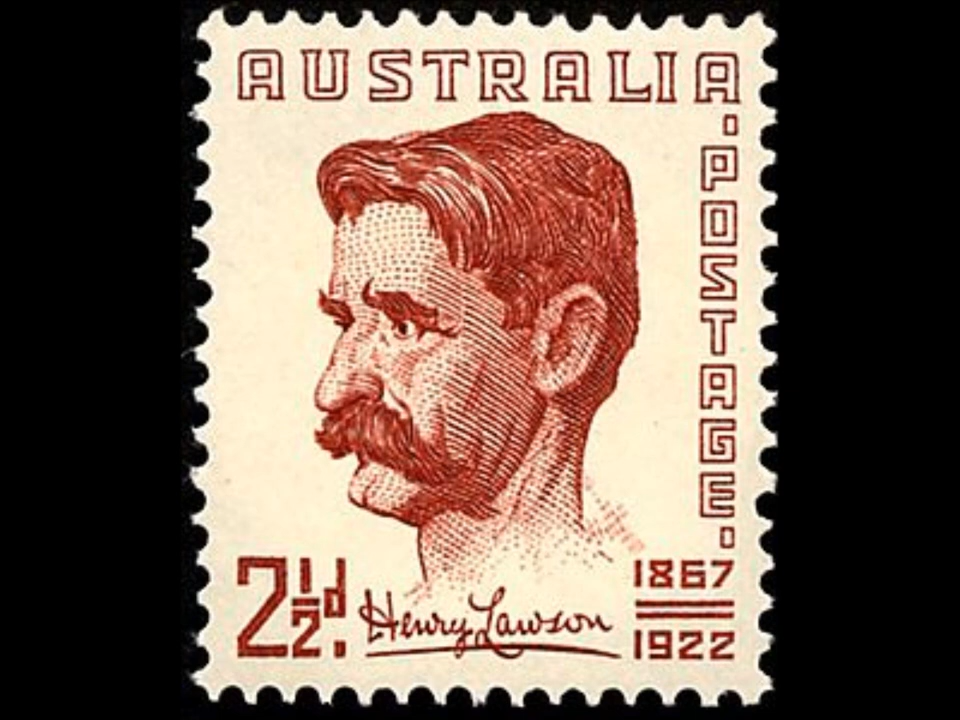 AUSTRALIA
·POSTAGE·
2½d.
Henry Lawson
1867
1922